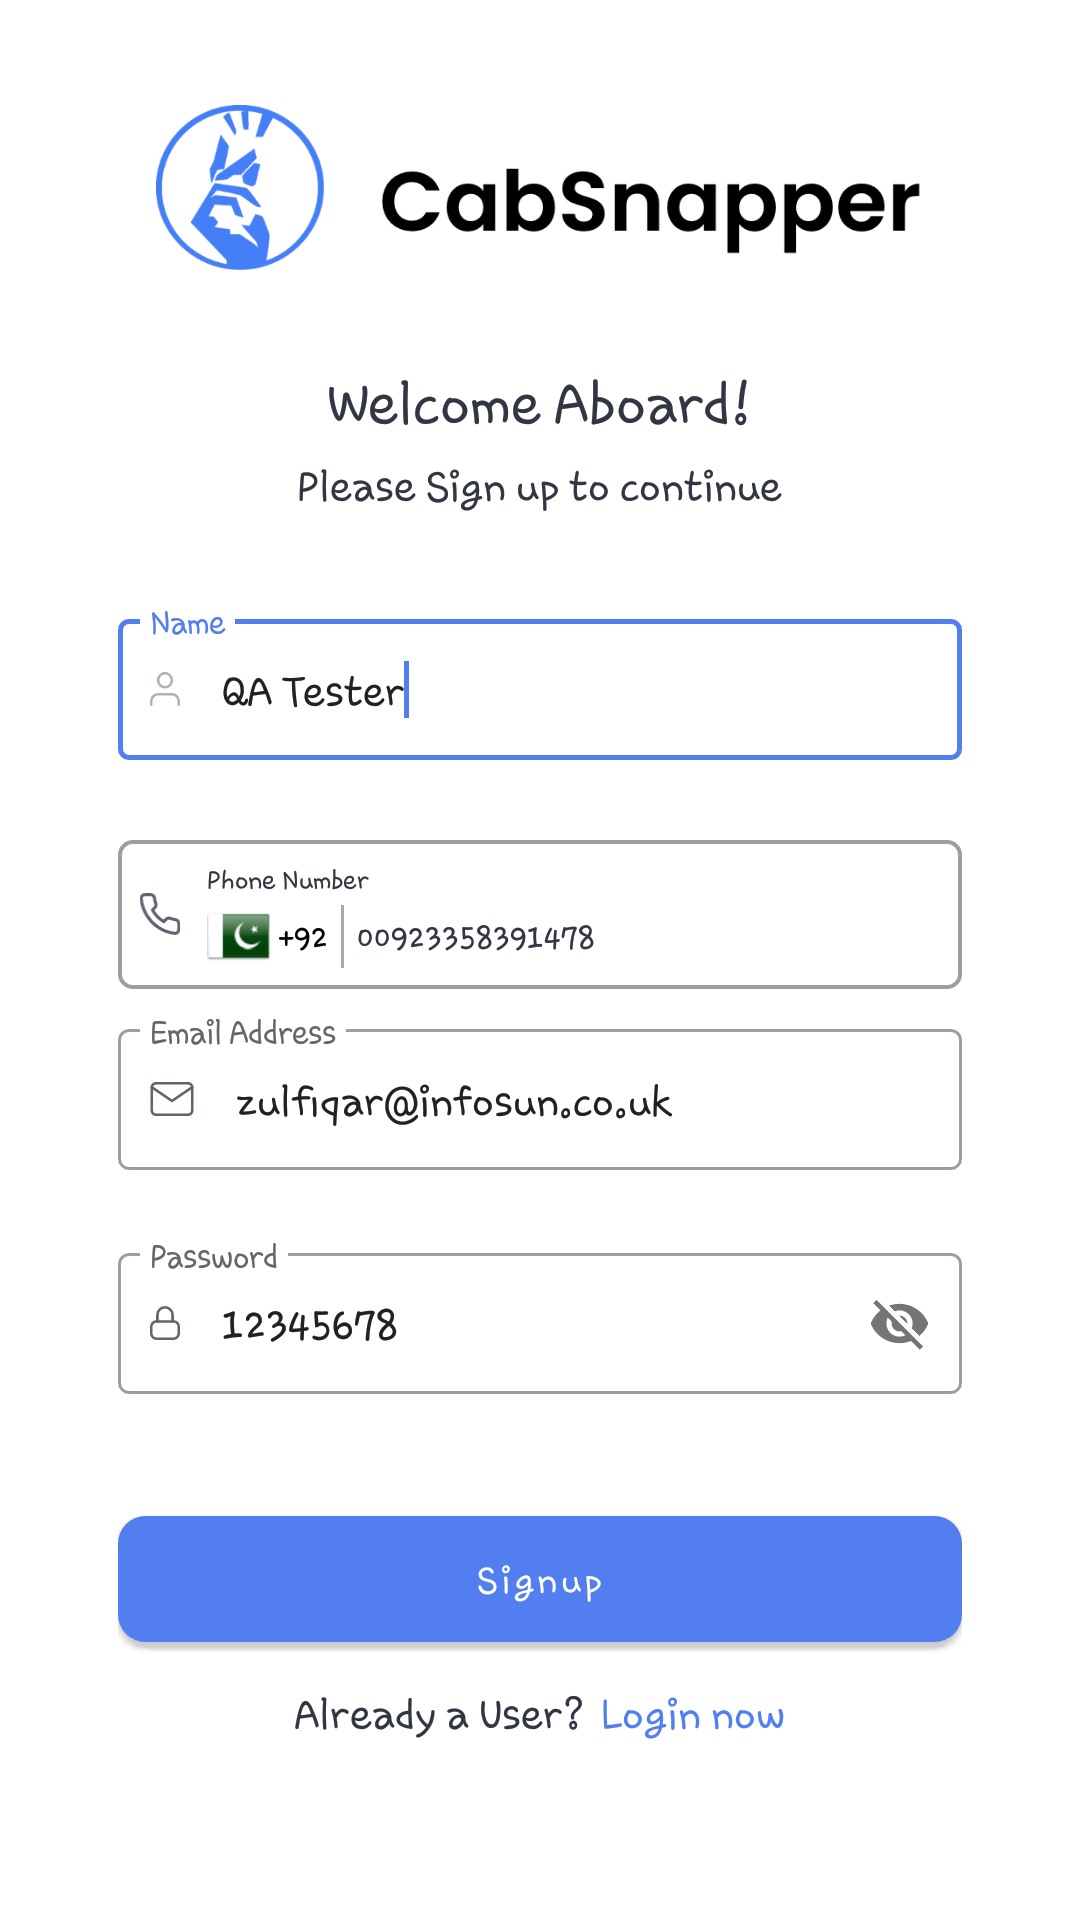 CabSnapper
Welcome Aboard!
Please Sign up to continue
Name
QA Tester
Phone Number
+92 00923358391478
Email Address
zulfiqar@infosun.co.uk
Password
12345678
Signup
Already a User? Login now